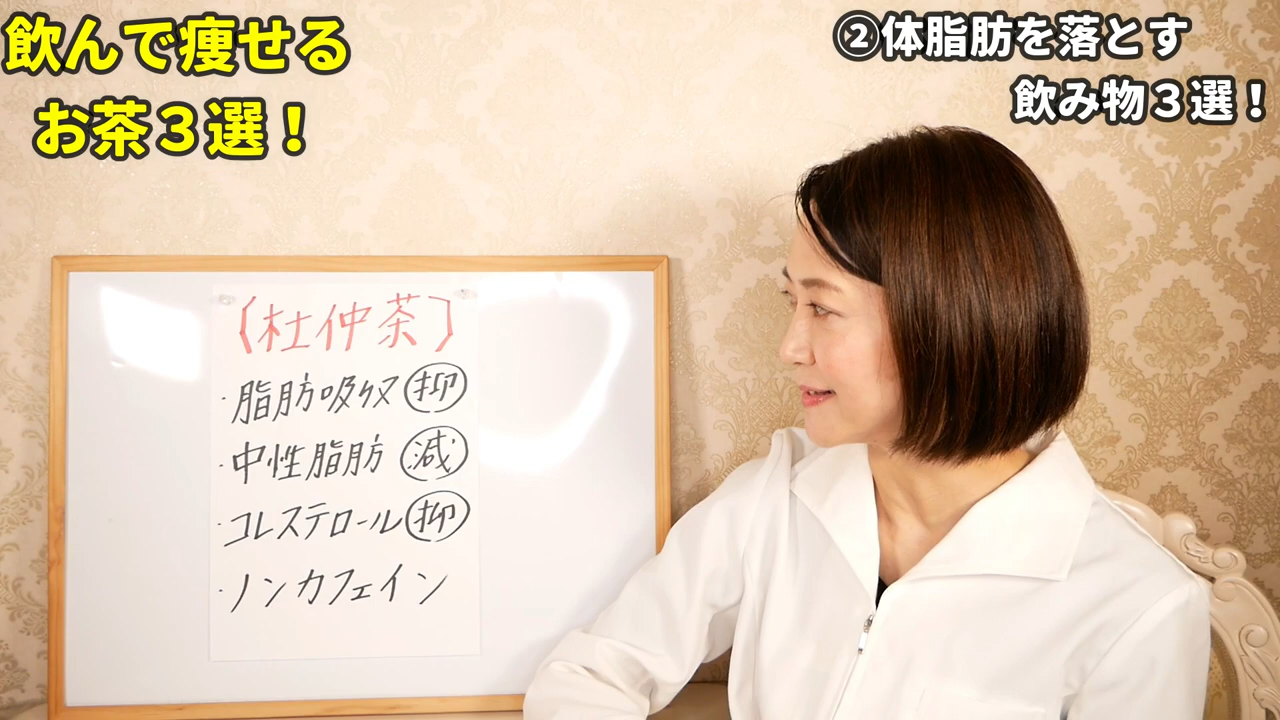 飲んで痩せる
お茶３選！
②体脂肪を落とす
飲み物３選！
〔杜仲茶〕
・脂肪吸収 抑
・中性脂肪 減
・コレステロール 抑
・ノンカフェイン